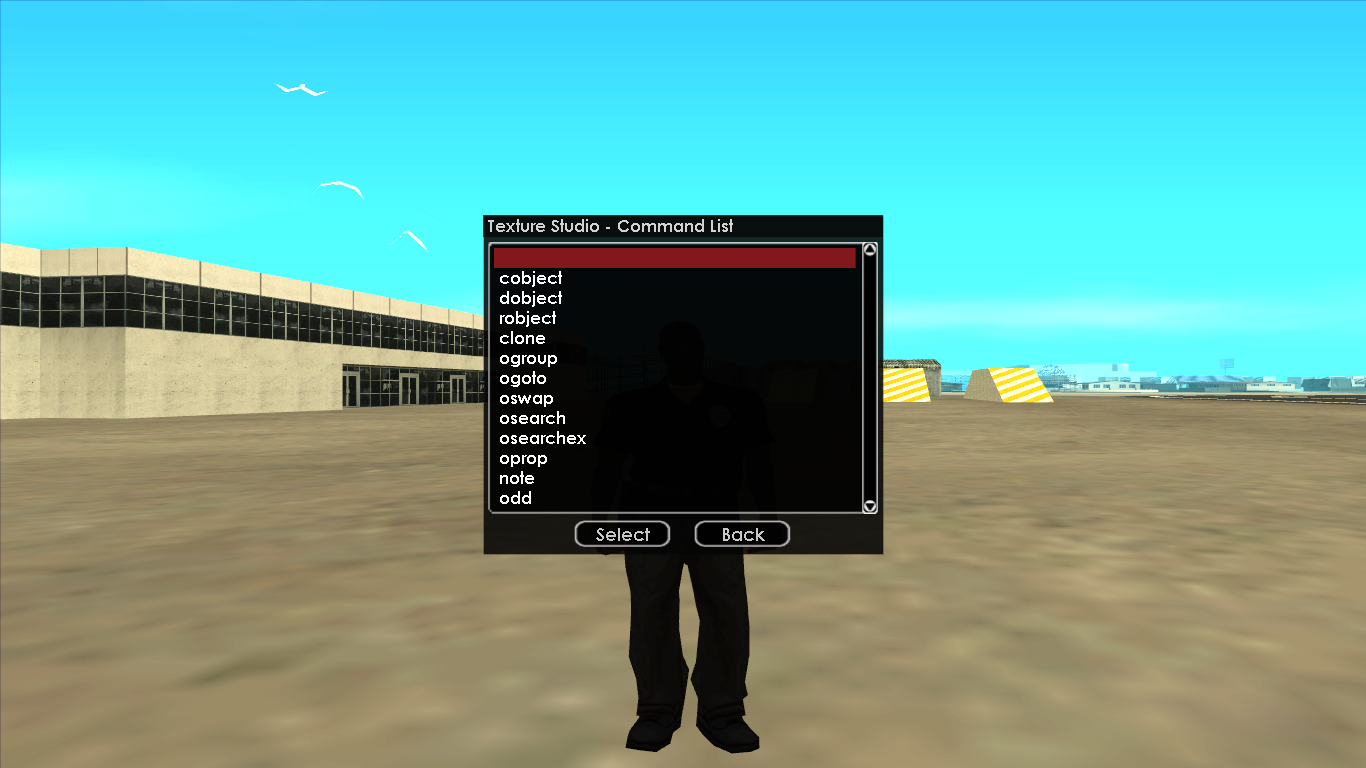 Texture Studio - Command List
cobject
dobject
robject
clone
ogroup
ogoto
oswap
osearch
osearchex
oprop
note
odd
Select
Back